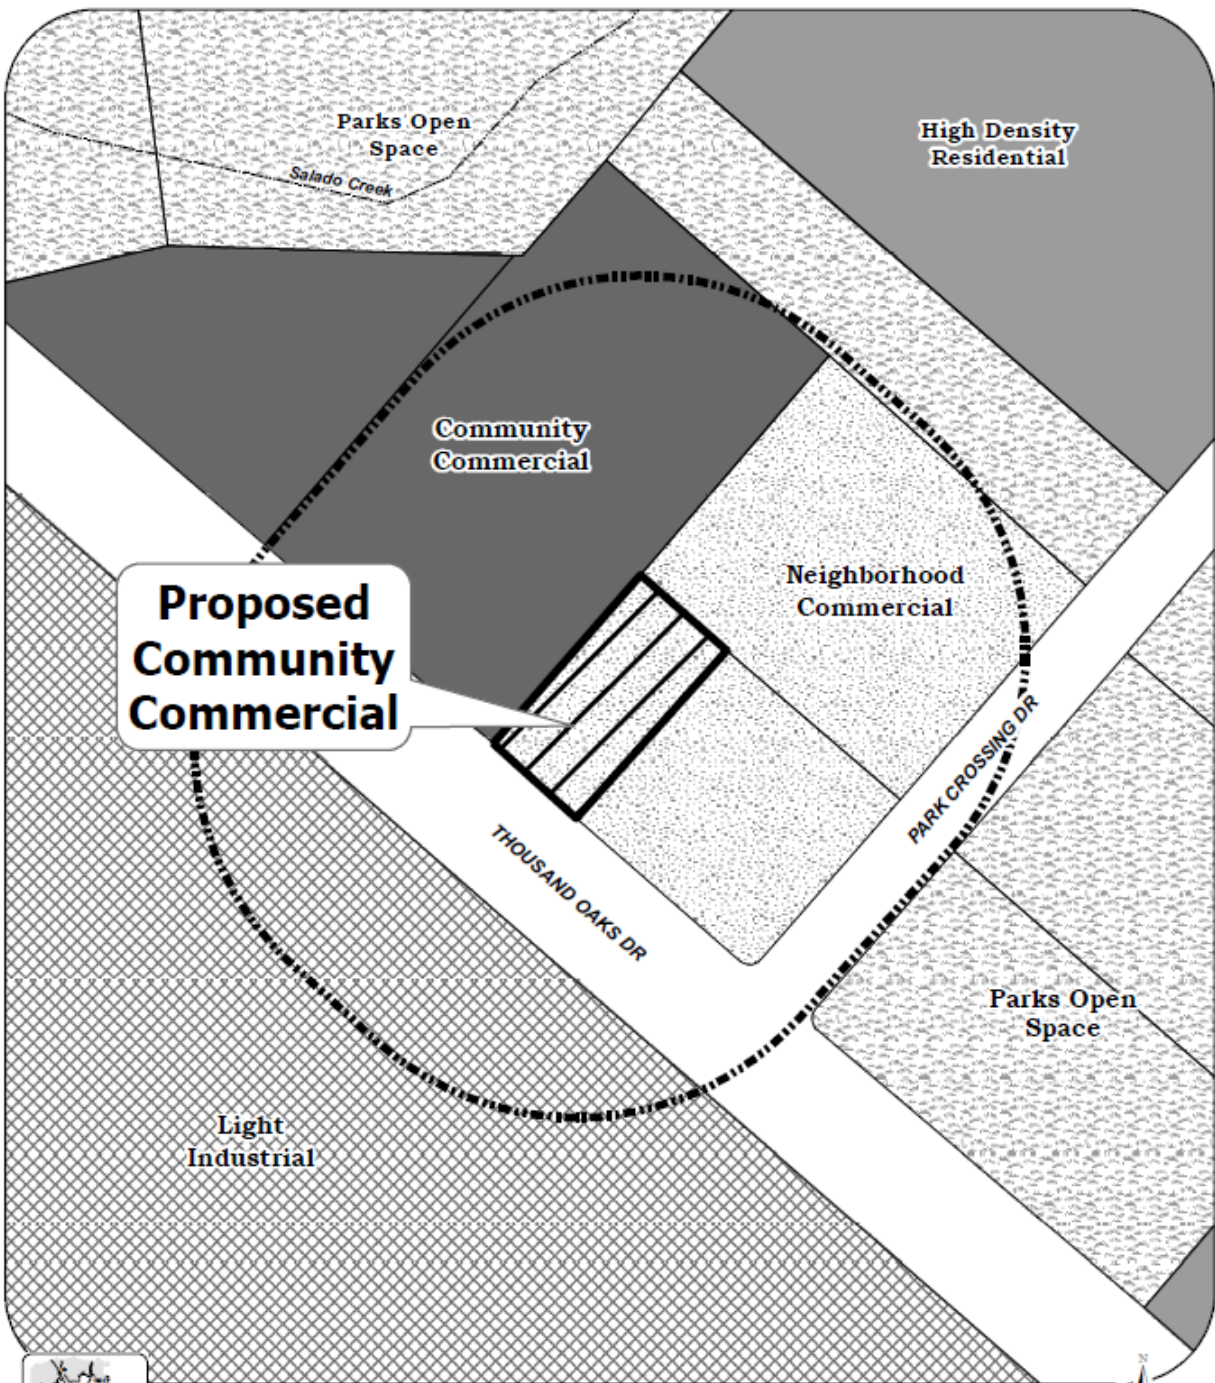 Parks Open
Space
Salado Creek
High Density
Residential
Community
Commercial
Neighborhood
Commercial
Proposed
Community
Commercial
PARK CROSSING DR
THOUSAND OAKS DR
Parks Open
Space
Light
Industrial
N